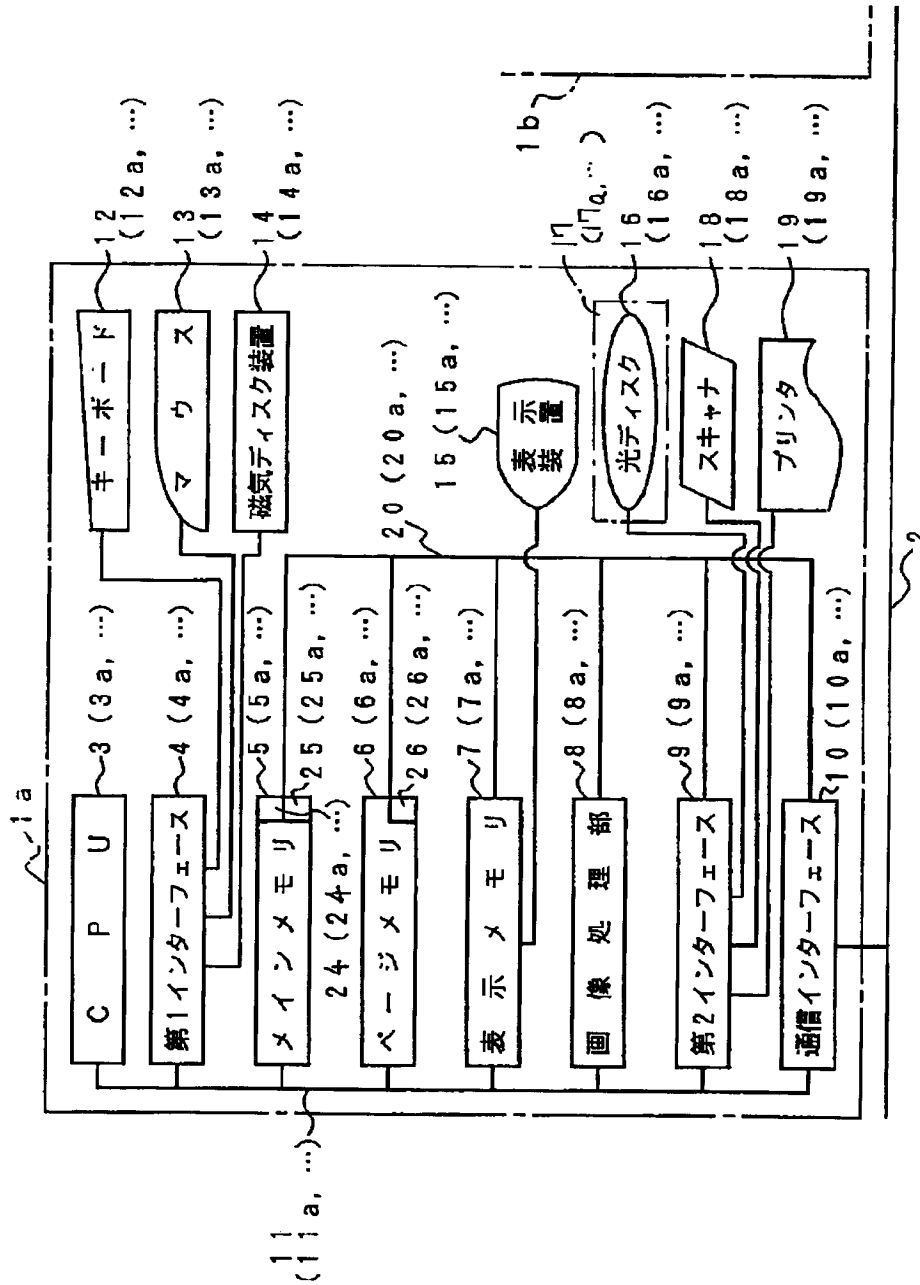 1a
CPU
3(3a, …)
第1インターフェース
4(4a, …)
メインメモリ
5(5a, …)
24(24a, …)
25(25a, …)
ページメモリ
6(6a, …)
26(26a, …)
表示メモリ
7(7a, …)
画像処理部
8(8a, …)
第2インターフェース
9(9a, …)
通信インターフェース
10(10a, …)
11
(11a, …)
キーボード
12
(12a, …)
マウス
13
(13a, …)
磁気ディスク装置
14
(14a, …)
20(20a, …)
15(15a, …)
表示
装置
17
(17a, …)
光ディスク
16
(16a, …)
スキャナ
18
(18a, …)
プリンタ
19
(19a, …)
1b
2